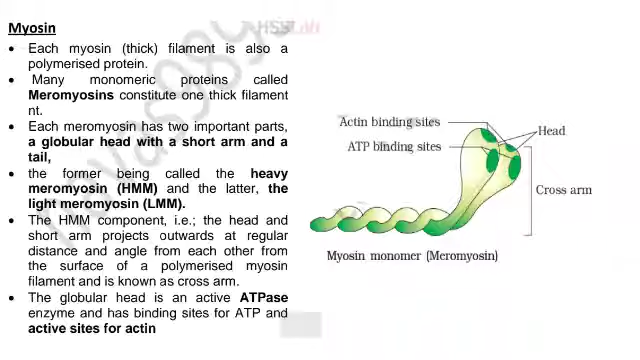 Myosin
• Each myosin (thick) filament is also a
polymerised protein.
• Many monomeric proteins called
Meromyosins constitute one thick filament
nt.
• Each meromyosin has two important parts,
a globular head with a short arm and a
tail,
• the former being called the heavy
meromyosin (HMM) and the latter, the
light meromyosin (LMM).
• The HMM component, i.e.; the head and
short arm projects outwards at regular
distance and angle from each other from
the surface of a polymerised myosin
filament and is known as cross arm.
• The globular head is an active ATPase
enzyme and has binding sites for ATP and
active sites for actin
Actin binding sites
Head
ATP binding sites
Cross arm
Myosin monomer (Meromyosin)